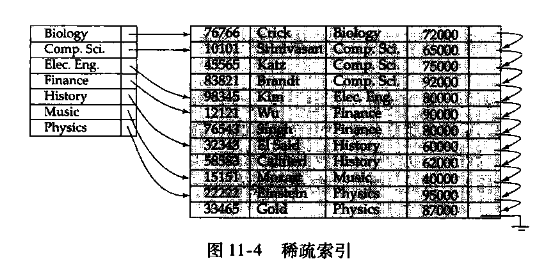 Biology
Comp. Sci.
Elec. Eng.
Finance
History
Music
Physics
76766 Crick Biology 72000
10101 Srinivasan Comp. Sci. 65000
45565 Katz Comp. Sci. 75000
83821 Brandt Comp. Sci. 92000
98345 Kim Elec. Eng. 80000
12121 Wu Finance 90000
76543 Singh Finance 80000
32343 El Said History 60000
58583 Califieri History 62000
15151 Mozart Music 40000
22222 Einstein Physics 95000
33465 Gold Physics 87000
图 11-4 稀疏索引